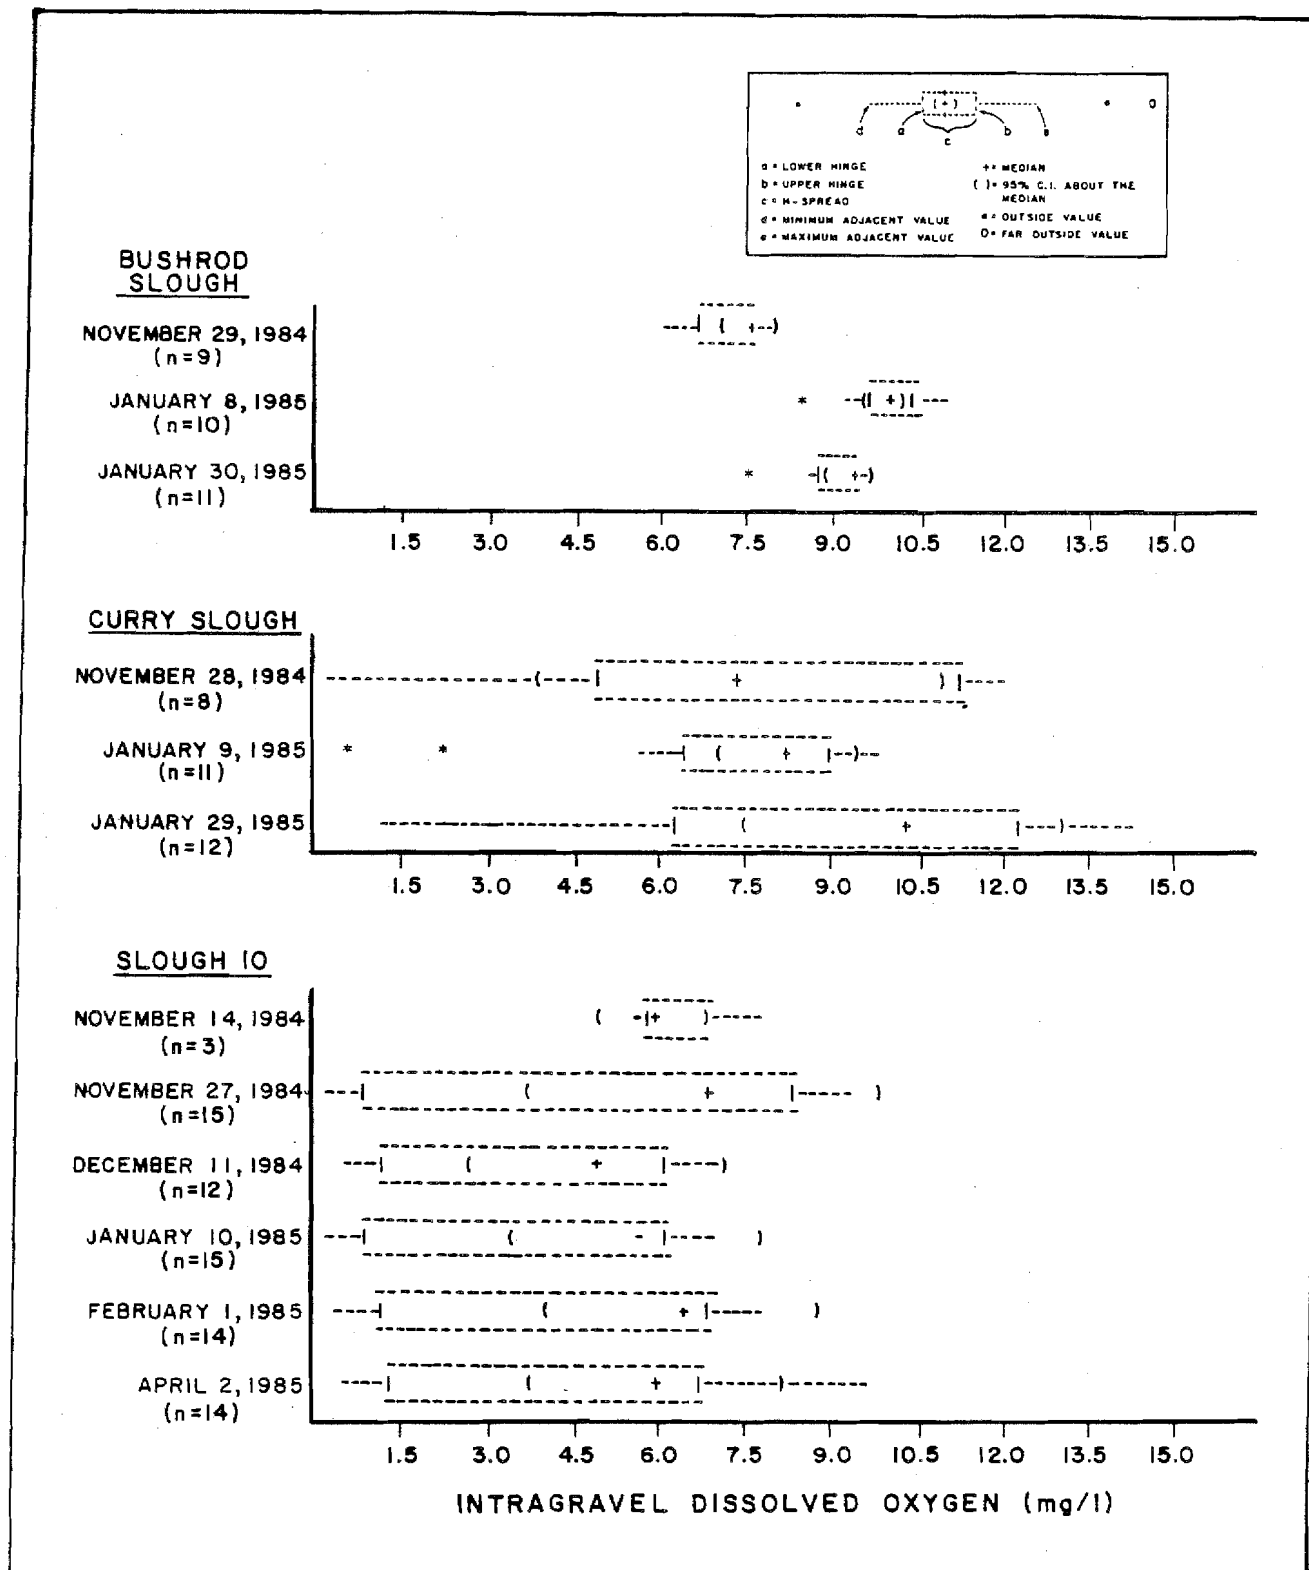 d a c b e
a = LOWER HINGE
b = UPPER HINGE
c = H-SPREAD
d = MINIMUM ADJACENT VALUE
e = MAXIMUM ADJACENT VALUE
+ = MEDIAN
( ) = 95% C.I. ABOUT THE
MEDIAN
* = OUTSIDE VALUE
O = FAR OUTSIDE VALUE
BUSHROD
SLOUGH
NOVEMBER 29, 1984
(n=9)
JANUARY 8, 1985
(n=10)
JANUARY 30, 1985
(n=11)
1.5 3.0 4.5 6.0 7.5 9.0 10.5 12.0 13.5 15.0
CURRY SLOUGH
NOVEMBER 28, 1984
(n=8)
JANUARY 9, 1985
(n=11)
JANUARY 29, 1985
(n=12)
1.5 3.0 4.5 6.0 7.5 9.0 10.5 12.0 13.5 15.0
SLOUGH 10
NOVEMBER 14, 1984
(n=3)
NOVEMBER 27, 1984
(n=15)
DECEMBER 11, 1984
(n=12)
JANUARY 10, 1985
(n=15)
FEBRUARY 1, 1985
(n=14)
APRIL 2, 1985
(n=14)
1.5 3.0 4.5 6.0 7.5 9.0 10.5 12.0 13.5 15.0
INTRAGRAVEL DISSOLVED OXYGEN (mg/l)